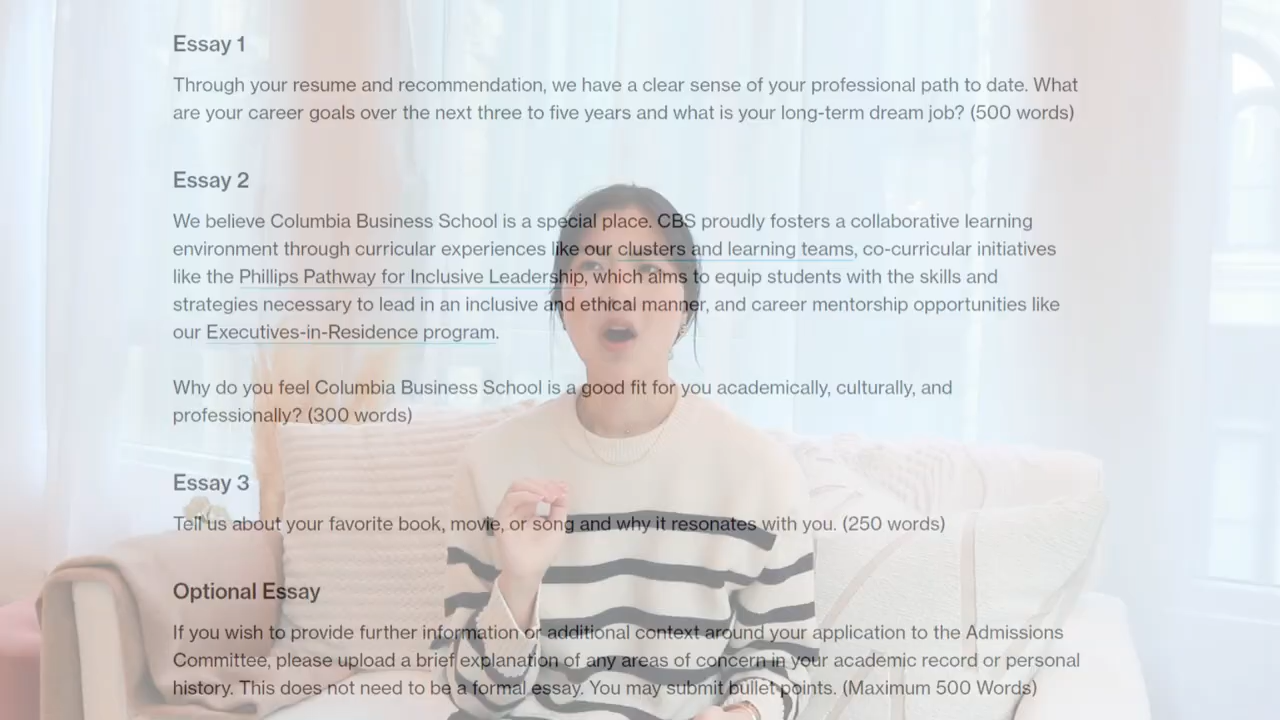 Essay 1
Through your resume and recommendation, we have a clear sense of your professional path to date. What
are your career goals over the next three to five years and what is your long-term dream job? (500 words)
Essay 2
We believe Columbia Business School is a special place. CBS proudly fosters a collaborative learning
environment through curricular experiences like our clusters and learning teams, co-curricular initiatives
like the Phillips Pathway for Inclusive Leadership, which aims to equip students with the skills and
strategies necessary to lead in an inclusive and ethical manner, and career mentorship opportunities like
our Executives-in-Residence program.
Why do you feel Columbia Business School is a good fit for you academically, culturally, and
professionally? (300 words)
Essay 3
Tell us about your favorite book, movie, or song and why it resonates with you. (250 words)
Optional Essay
If you wish to provide further information or additional context around your application to the Admissions
Committee, please upload a brief explanation of any areas of concern in your academic record or personal
history. This does not need to be a formal essay. You may submit bullet points. (Maximum 500 Words)